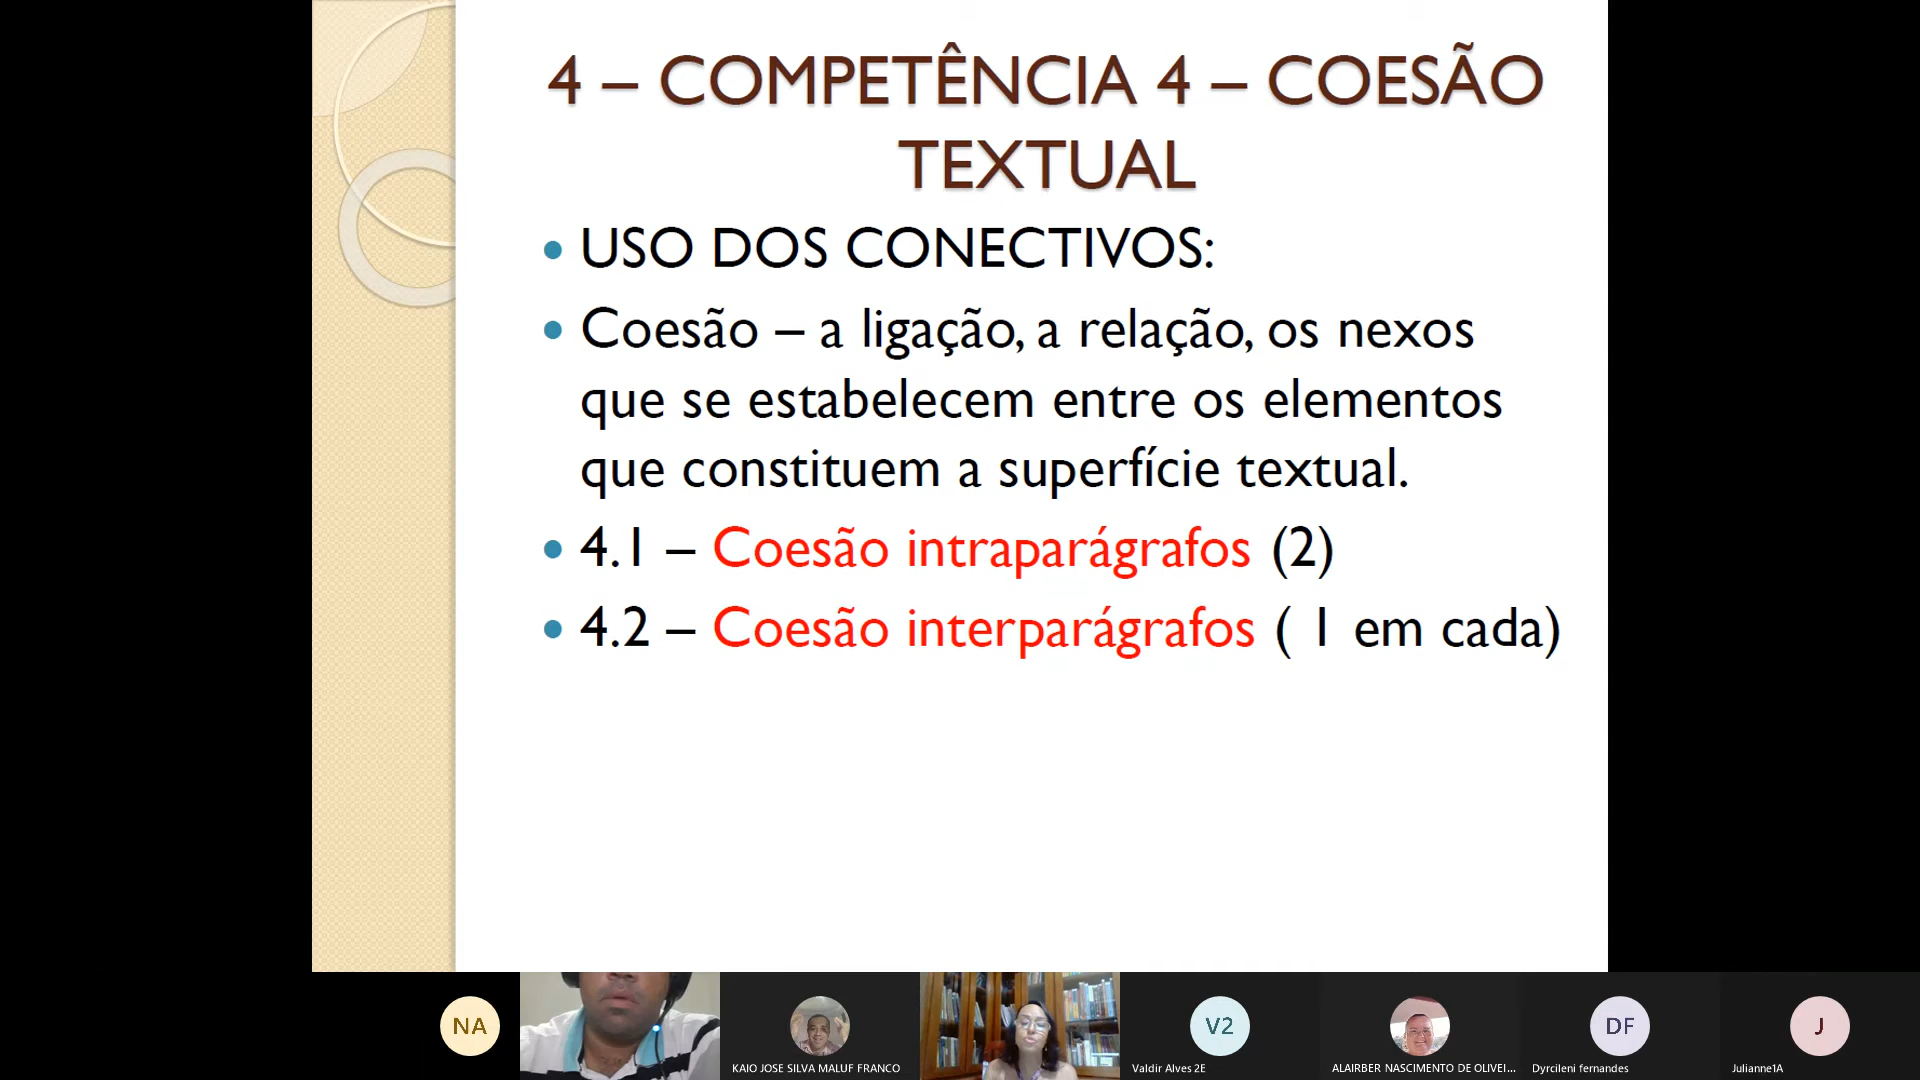 4 – COMPETÊNCIA 4 – COESÃO
TEXTUAL
USO DOS CONECTIVOS:
Coesão – a ligação, a relação, os nexos
que se estabelecem entre os elementos
que constituem a superfície textual.
4.1 – Coesão intraparágrafos (2)
4.2 – Coesão interparágrafos ( 1 em cada)
NA
V2
DF
J
KAIO JOSE SILVA MALUF FRANCO
Valdir Alves 2E
ALAIRBER NASCIMENTO DE OLIVEI...
Dyrcileni fernandes
Julianne1A